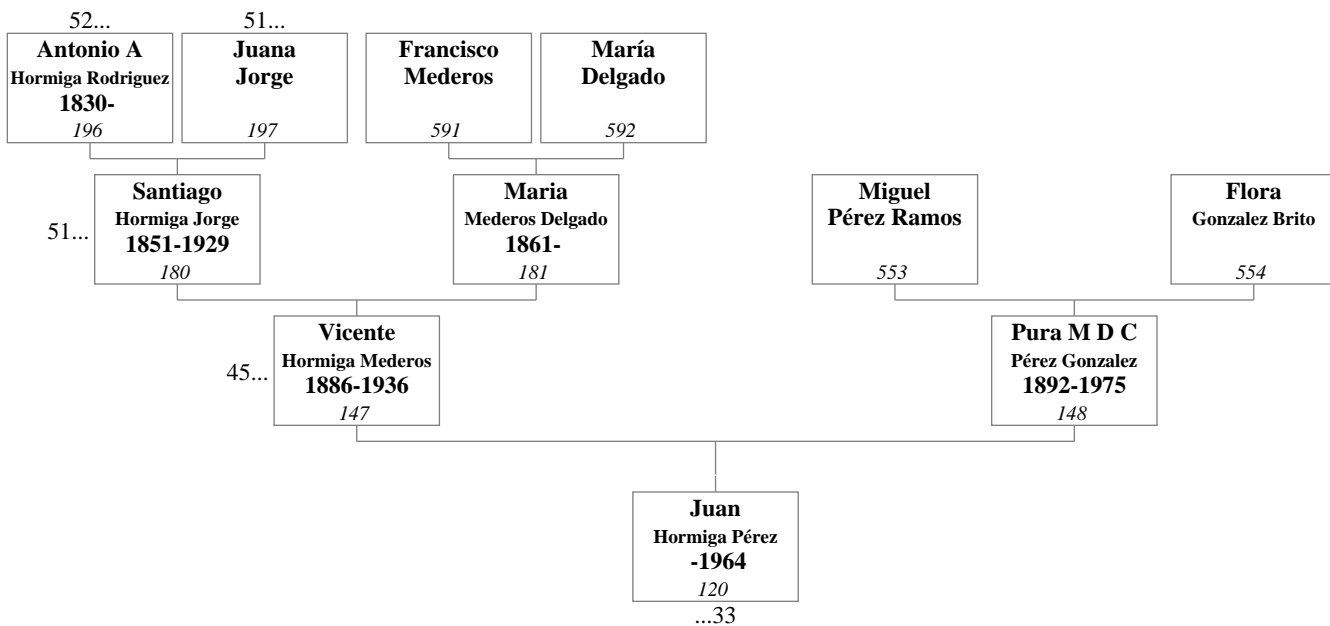 52...
51...
Antonio A
Hormiga Rodriguez
1830-
196
Juana
Jorge
197
Francisco
Mederos
591
María
Delgado
592
51...
Santiago
Hormiga Jorge
1851-1929
180
Maria
Mederos Delgado
1861-
181
Miguel
Pérez Ramos
553
Flora
Gonzalez Brito
554
45...
Vicente
Hormiga Mederos
1886-1936
147
Pura M D C
Pérez Gonzalez
1892-1975
148
Juan
Hormiga Pérez
-1964
120
...33